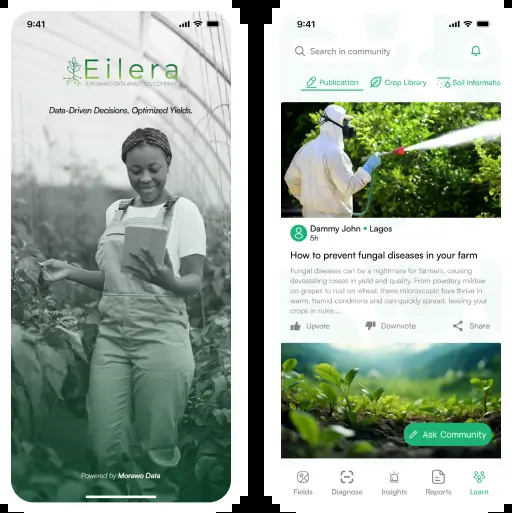 9:41
Eilera
A MORAWO DATA ANALYTICS COMPANY
Data-Driven Decisions. Optimized Yields.
Powered by Morawo Data
9:41
Search in community
Publication
Crop Library
Soil Informatio
Dammy John • Lagos
5h
How to prevent fungal diseases in your farm
Fungal diseases can be a nightmare for farmers, causing
devastating losses in yield and quality. From powdery mildew
on grapes to rust on wheat, these microscopic foes thrive in
warm, humid conditions and can quickly spread, leaving your
crops in ruins....
Upvote
Downvote
Share
Ask Community
Fields
Diagnose
Insights
Reports
Learn